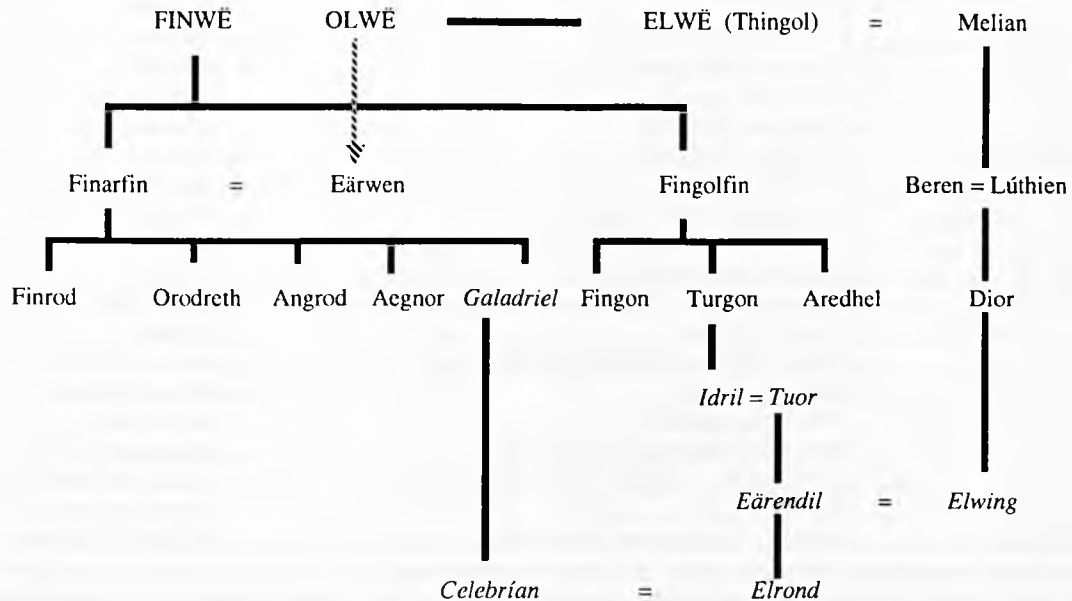 FINWË OLWË ELWË (Thingol) = Melian
Finarfin = Eärwen Fingolfin Beren = Lúthien
Finrod Orodreth Angrod Aegnor Galadriel Fingon Turgon Aredhel Dior
Idril = Tuor
Eärendil = Elwing
Celebrían = Elrond